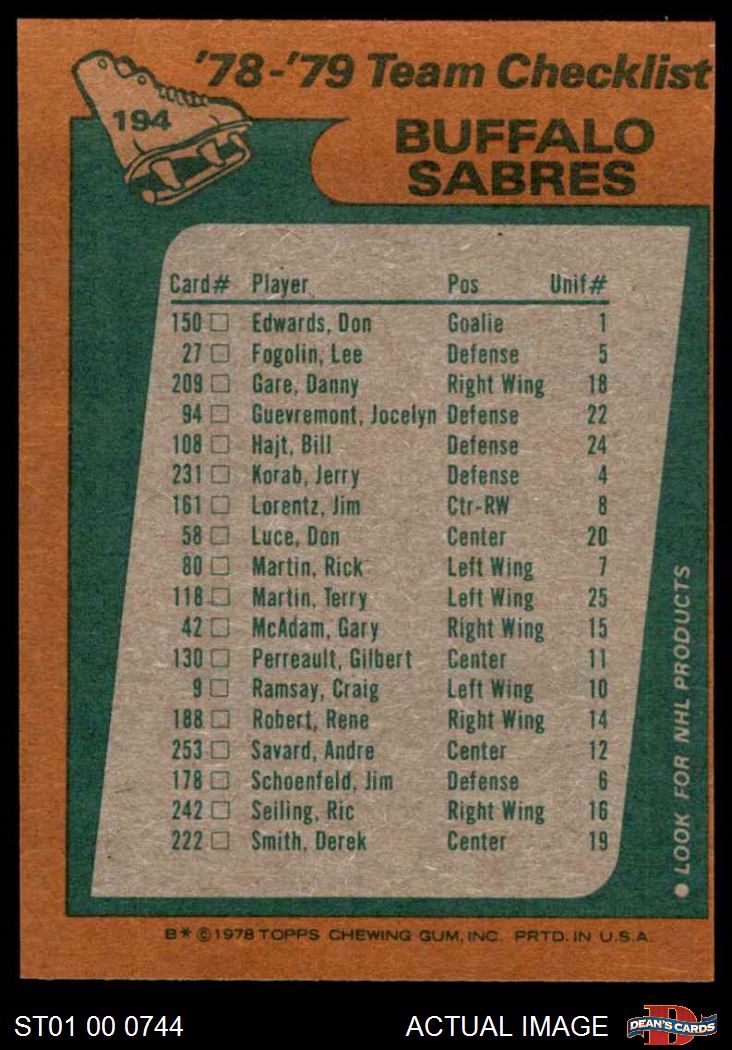 '78-'79 Team Checklist
194
BUFFALO
SABRES
Card# Player Pos Unif#
150 Edwards, Don Goalie 1
27 Fogolin, Lee Defense 5
209 Gare, Danny Right Wing 18
94 Guevremont, Jocelyn Defense 22
108 Hajt, Bill Defense 24
231 Korab, Jerry Defense 4
161 Lorentz, Jim Ctr-RW 8
58 Luce, Don Center 20
80 Martin, Rick Left Wing 7
118 Martin, Terry Left Wing 25
42 McAdam, Gary Right Wing 15
130 Perreault, Gilbert Center 11
9 Ramsay, Craig Left Wing 10
188 Robert, Rene Right Wing 14
253 Savard, Andre Center 12
178 Schoenfeld, Jim Defense 6
242 Seiling, Ric Right Wing 16
222 Smith, Derek Center 19
● LOOK FOR NHL PRODUCTS
B* ©1978 TOPPS CHEWING GUM, INC. PRTD. IN U.S.A.
ST01 00 0744
ACTUAL IMAGE
D
DEAN'S CARDS